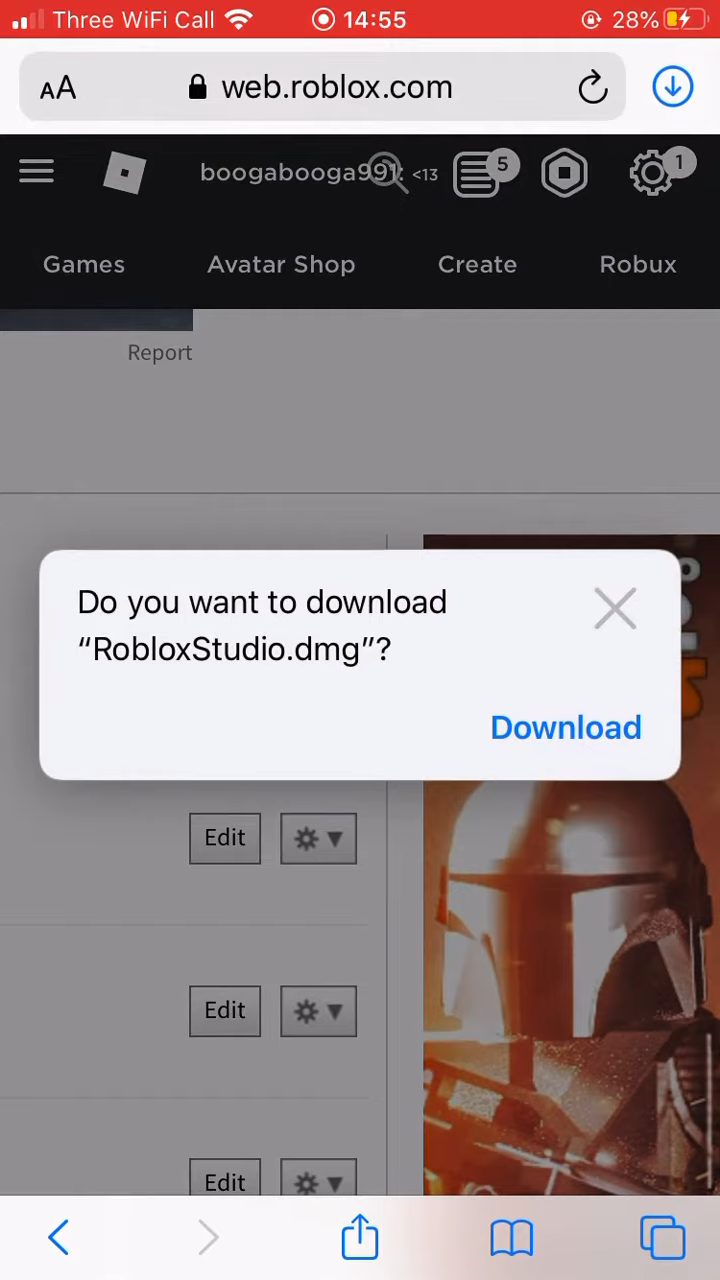 Three WiFi Call 14:55 28%
AA web.roblox.com
boogabooga991: <13 5 1
Games Avatar Shop Create Robux
Report
Do you want to download
“RobloxStudio.dmg”?
Download
Edit
Edit
Edit